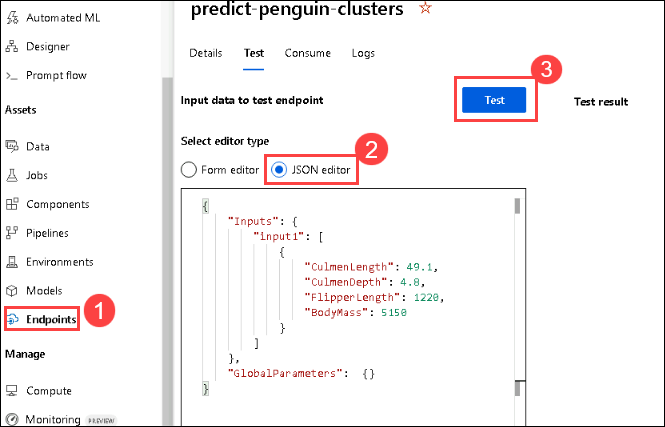 Automated ML
Designer
Prompt flow
Assets
Data
Jobs
Components
Pipelines
Environments
Models
Endpoints
1
Manage
Compute
Monitoring PREVIEW
predict-penguin-clusters
Details Test Consume Logs
3
Input data to test endpoint Test Test result
Select editor type
2
Form editor JSON editor
{
"Inputs": {
"input1": [
{
"CulmenLength": 49.1,
"CulmenDepth": 4.8,
"FlipperLength": 1220,
"BodyMass": 5150
}
]
},
"GlobalParameters": {}
}